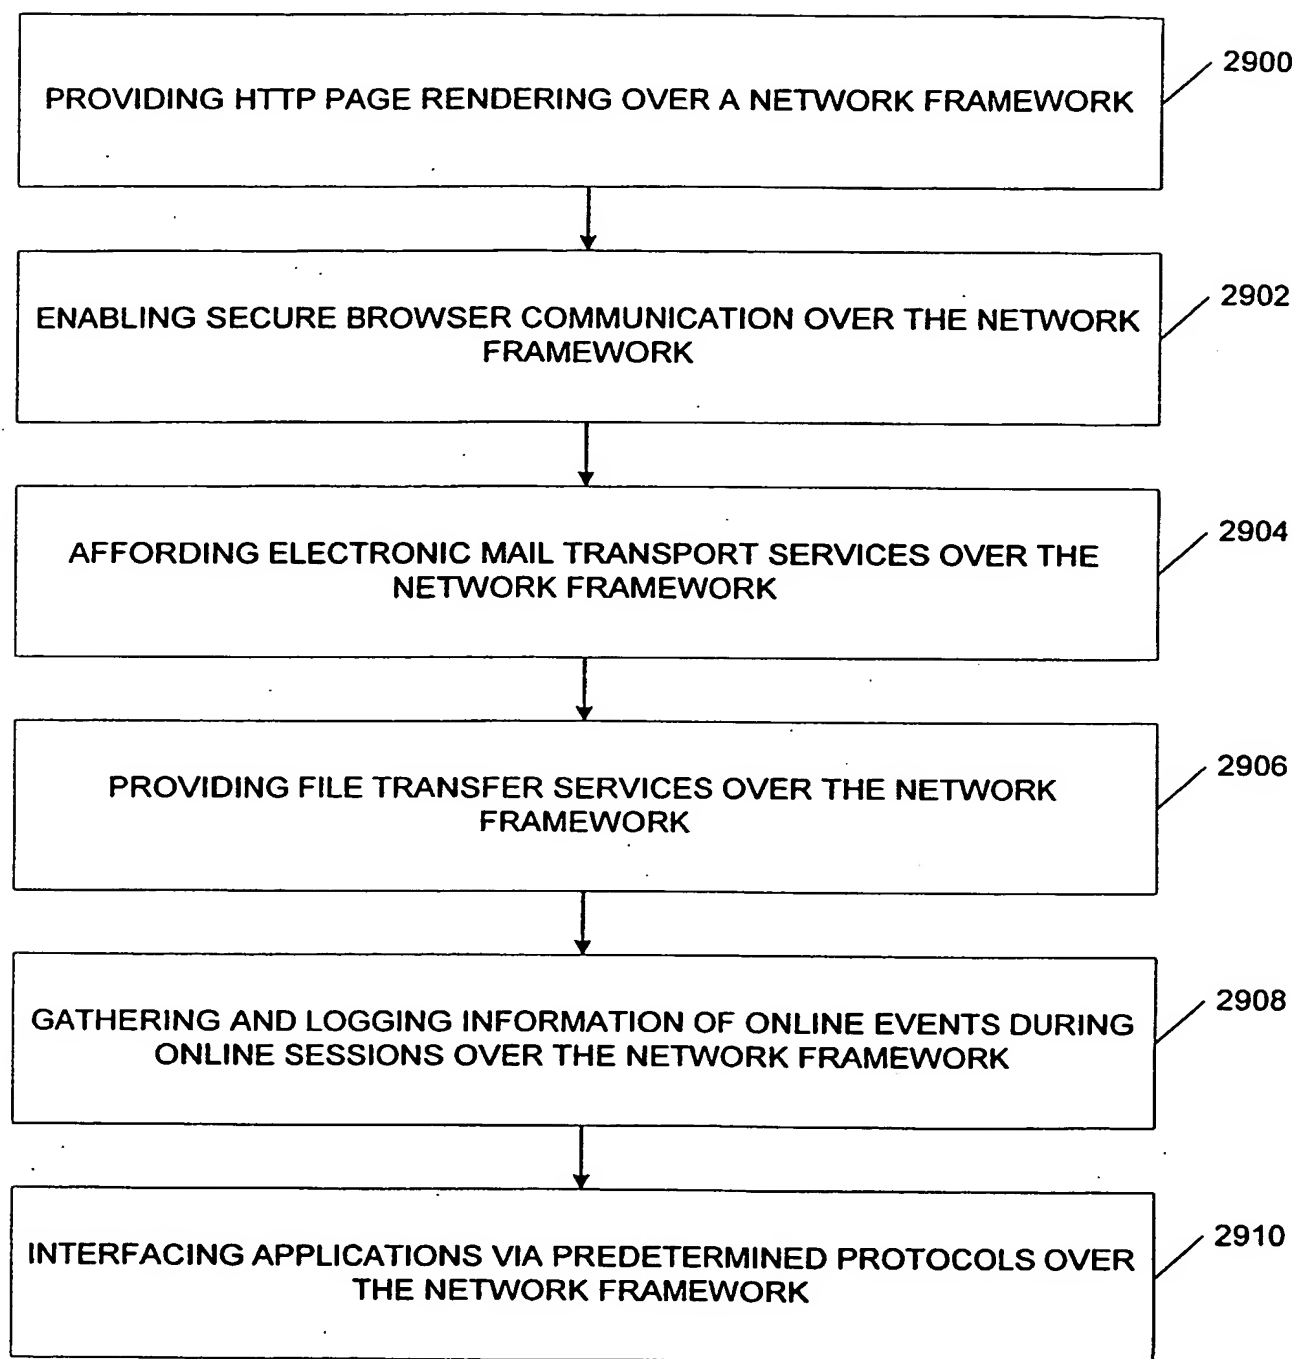 2900
PROVIDING HTTP PAGE RENDERING OVER A NETWORK FRAMEWORK
2902
ENABLING SECURE BROWSER COMMUNICATION OVER THE NETWORK
FRAMEWORK
2904
AFFORDING ELECTRONIC MAIL TRANSPORT SERVICES OVER THE
NETWORK FRAMEWORK
2906
PROVIDING FILE TRANSFER SERVICES OVER THE NETWORK
FRAMEWORK
2908
GATHERING AND LOGGING INFORMATION OF ONLINE EVENTS DURING
ONLINE SESSIONS OVER THE NETWORK FRAMEWORK
2910
INTERFACING APPLICATIONS VIA PREDETERMINED PROTOCOLS OVER
THE NETWORK FRAMEWORK